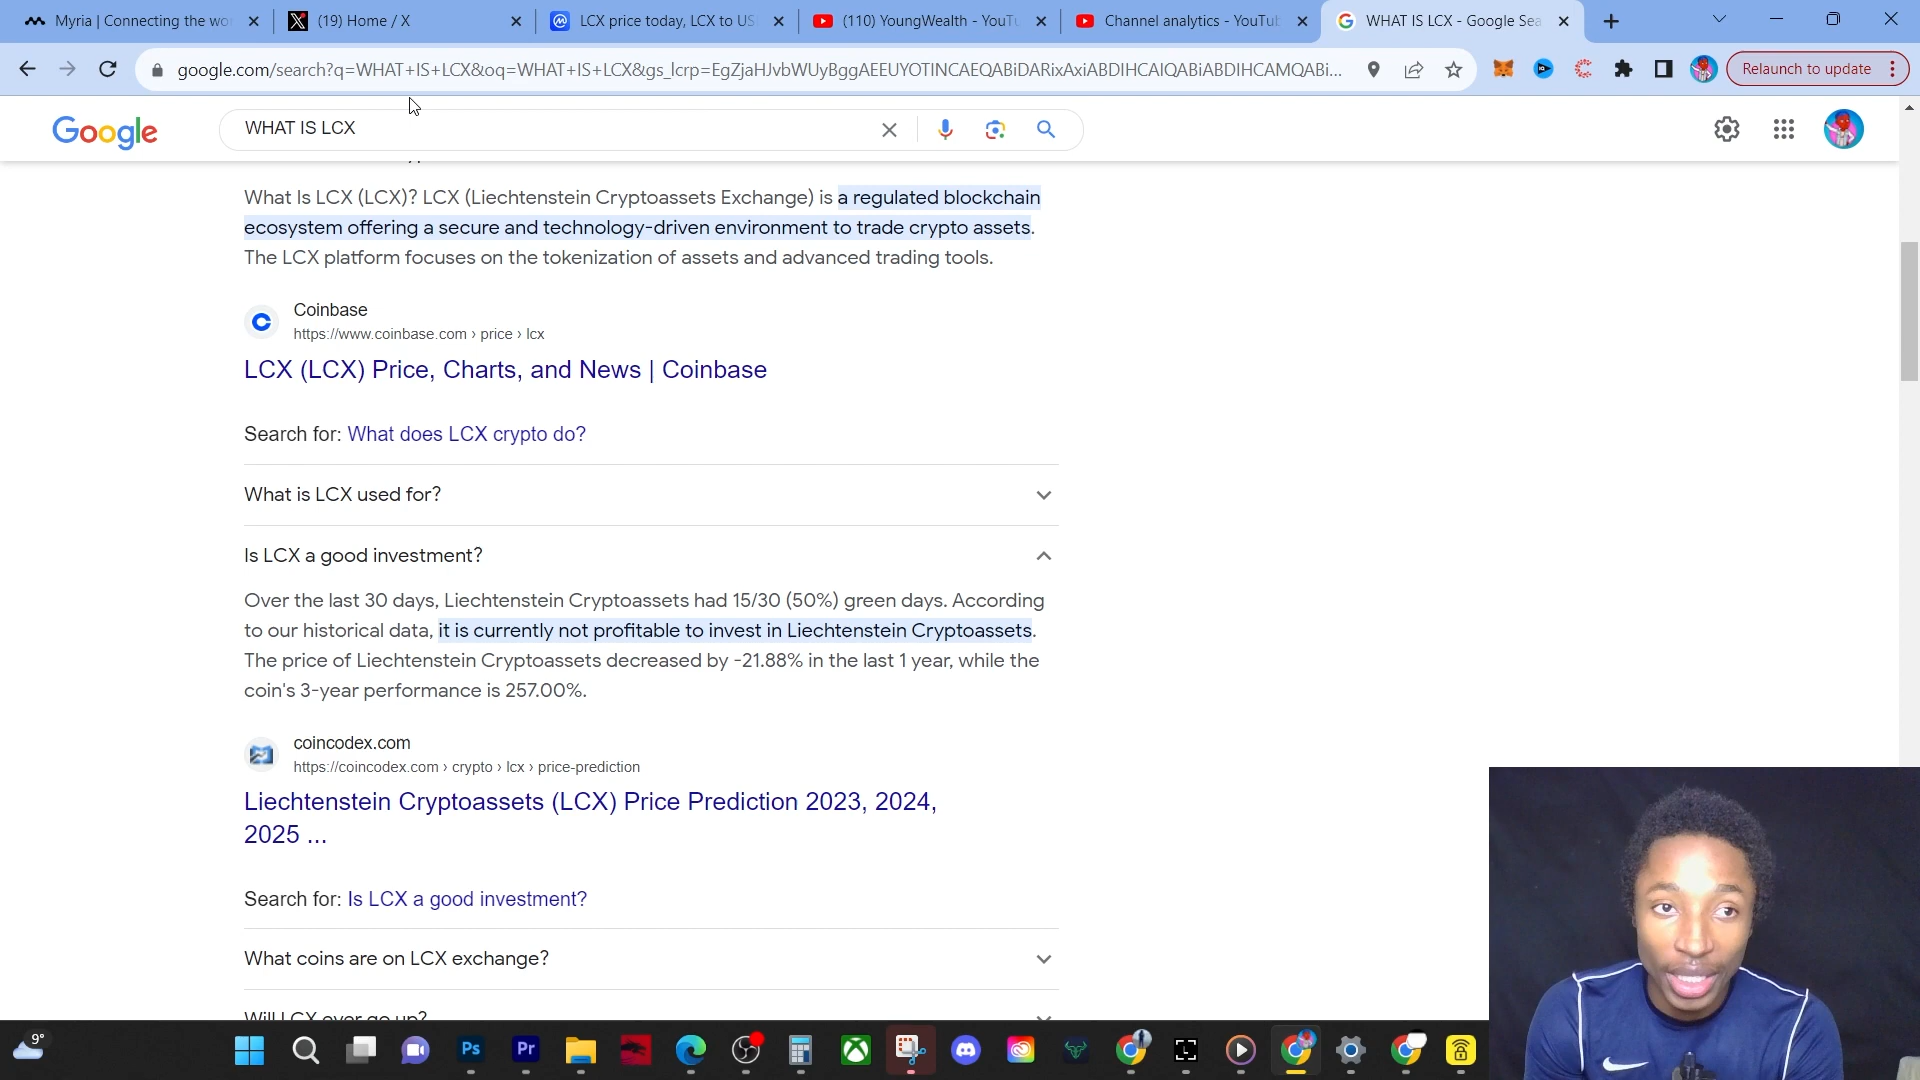 Myria | Connecting the wo
(19) Home / X
LCX price today, LCX to US
(110) YoungWealth - YouTu
Channel analytics - YouTub
WHAT IS LCX - Google Sea
google.com/search?q=WHAT+IS+LCX&oq=WHAT+IS+LCX&gs_lcrp=EgZjaHJvbWUyBggAEEUYOTINCAEQABiDARixAxiABDIHCAIQABiABDIHCAMQABi...
Relaunch to update
Google
WHAT IS LCX
What Is LCX (LCX)? LCX (Liechtenstein Cryptoassets Exchange) is a regulated blockchain
ecosystem offering a secure and technology-driven environment to trade crypto assets.
The LCX platform focuses on the tokenization of assets and advanced trading tools.
Coinbase
https://www.coinbase.com › price › lcx
LCX (LCX) Price, Charts, and News | Coinbase
Search for: What does LCX crypto do?
What is LCX used for?
Is LCX a good investment?
Over the last 30 days, Liechtenstein Cryptoassets had 15/30 (50%) green days. According
to our historical data, it is currently not profitable to invest in Liechtenstein Cryptoassets.
The price of Liechtenstein Cryptoassets decreased by -21.88% in the last 1 year, while the
coin's 3-year performance is 257.00%.
coincodex.com
https://coincodex.com › crypto › lcx › price-prediction
Liechtenstein Cryptoassets (LCX) Price Prediction 2023, 2024,
2025 ...
Search for: Is LCX a good investment?
What coins are on LCX exchange?
Will LCX ever go up?
9°
Ps
Pr